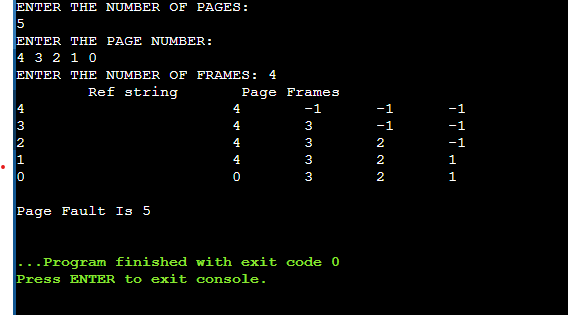 ENTER THE NUMBER OF PAGES:
5
ENTER THE PAGE NUMBER:
4 3 2 1 0
ENTER THE NUMBER OF FRAMES: 4
Ref string Page Frames
4 4 -1 -1 -1
3 4 3 -1 -1
2 4 3 2 -1
1 4 3 2 1
0 0 3 2 1
Page Fault Is 5
...Program finished with exit code 0
Press ENTER to exit console.